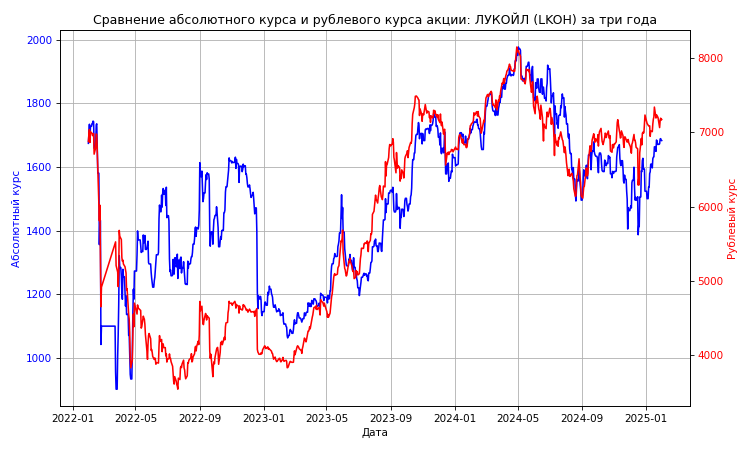 Сравнение абсолютного курса и рублевого курса акции: ЛУКОЙЛ (LKOH) за три года
Абсолютный курс
2000
1800
1600
1400
1200
1000
8000
7000
6000
5000
4000
Рублевый курс
2022-01 2022-05 2022-09 2023-01 2023-05 2023-09 2024-01 2024-05 2024-09 2025-01
Дата